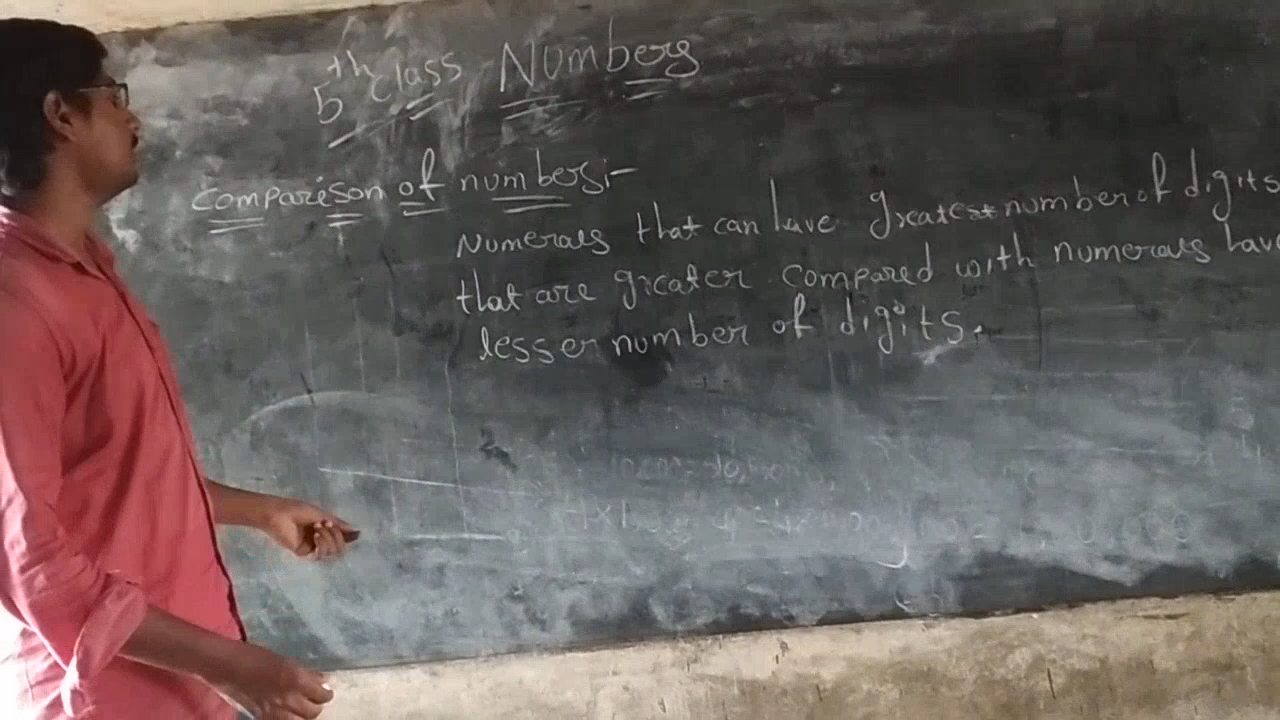 5th class Numbers
comparison of numbers:-
Numerals that can have greatest number of digits
that are greater compared with numerals have
lesser number of digits.